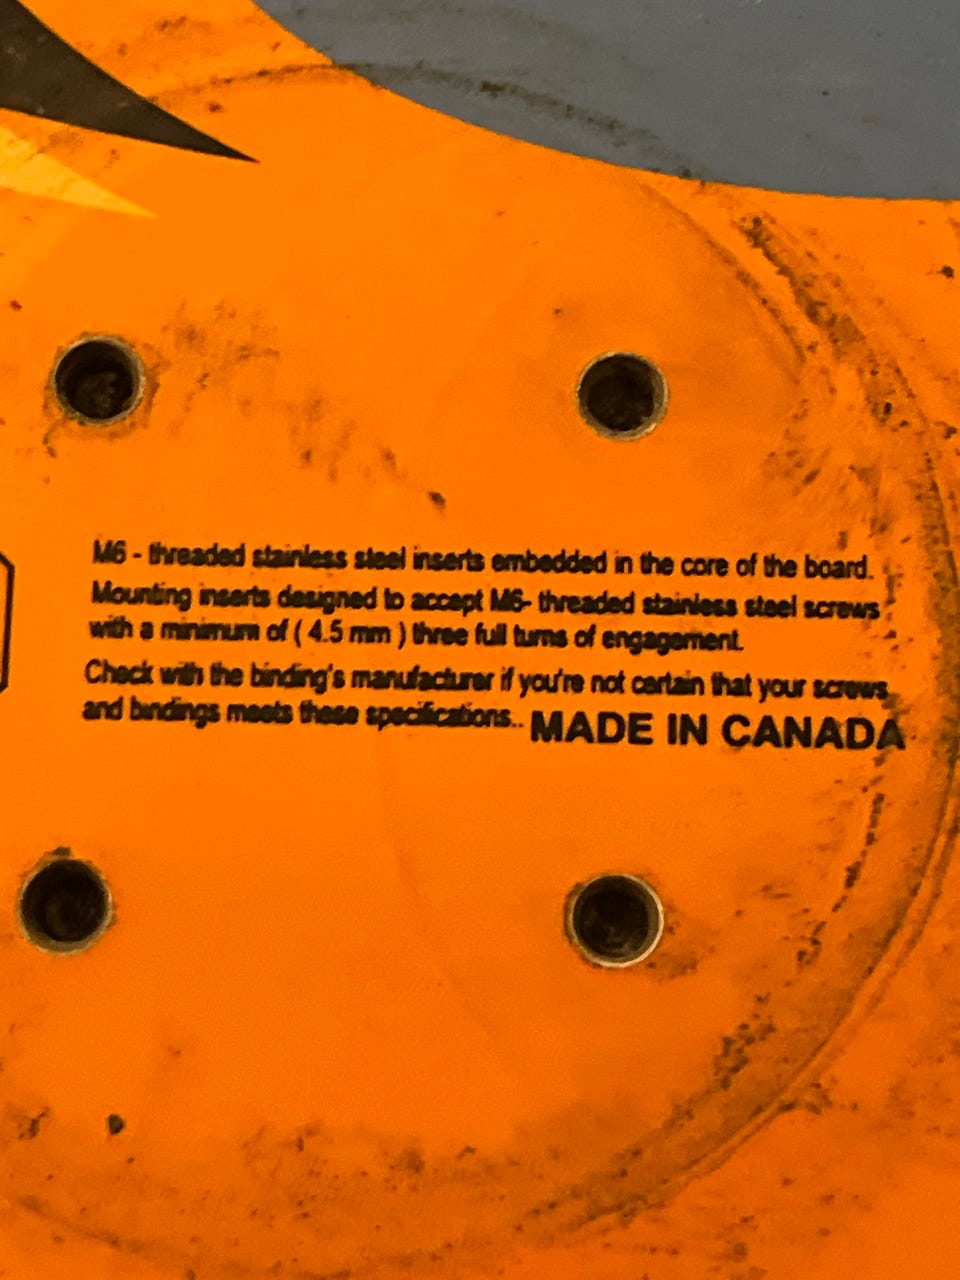 M6 - threaded stainless steel inserts embedded in the core of the board.
Mounting inserts designed to accept M6- threaded stainless steel screws
with a minimum of ( 4.5 mm ) three full turns of engagement.
Check with the binding's manufacturer if you're not certain that your screws
and bindings meets these specifications.. MADE IN CANADA